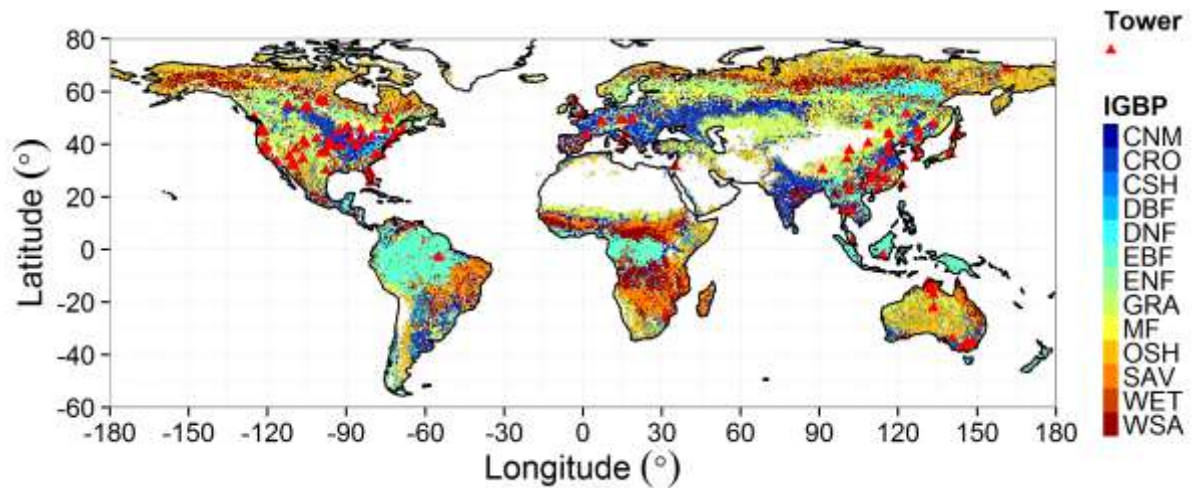 Tower
IGBP
CNM
CRO
CSH
DBF
DNF
EBF
ENF
GRA
MF
OSH
SAV
WET
WSA
80
60
40
20
0
-20
-40
-60
Latitude (°)
-180 -150 -120 -90 -60 -30 0 30 60 90 120 150 180
Longitude (°)